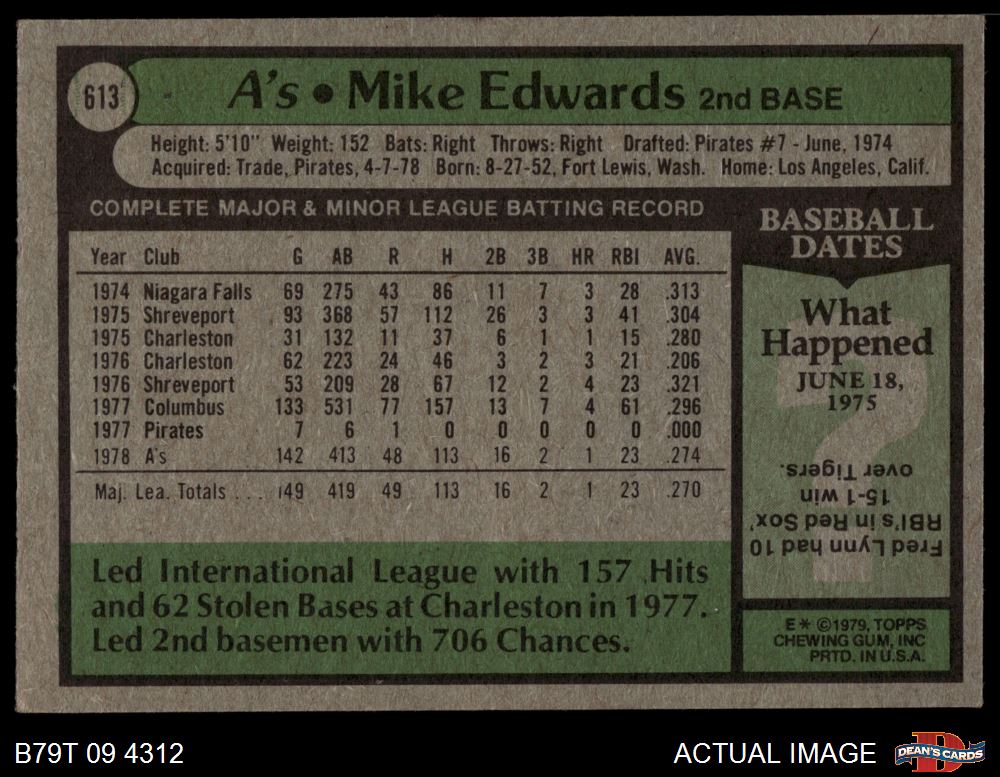 613
A's • Mike Edwards 2nd BASE
Height: 5'10" Weight: 152 Bats: Right Throws: Right Drafted: Pirates #7 - June, 1974
Acquired: Trade, Pirates, 4-7-78 Born: 8-27-52, Fort Lewis, Wash. Home: Los Angeles, Calif.
COMPLETE MAJOR & MINOR LEAGUE BATTING RECORD
Year Club G AB R H 2B 3B HR RBI AVG.
1974 Niagara Falls 69 275 43 86 11 7 3 28 .313
1975 Shreveport 93 368 57 112 26 3 3 41 .304
1975 Charleston 31 132 11 37 6 1 1 15 .280
1976 Charleston 62 223 24 46 3 2 3 21 .206
1976 Shreveport 53 209 28 67 12 2 4 23 .321
1977 Columbus 133 531 77 157 13 7 4 61 .296
1977 Pirates 7 6 1 0 0 0 0 0 .000
1978 A's 142 413 48 113 16 2 1 23 .274
Maj. Lea. Totals . . . 149 419 49 113 16 2 1 23 .270
Led International League with 157 Hits
and 62 Stolen Bases at Charleston in 1977.
Led 2nd basemen with 706 Chances.
BASEBALL
DATES
What
Happened
JUNE 18,
1975
?
Fred Lynn had 10
RBI's in Red Sox'
15-1 win
over Tigers.
E* ©1979, TOPPS
CHEWING GUM, INC
PRTD. IN U.S.A.
B79T 09 4312
ACTUAL IMAGE
D
DEAN'S CARDS